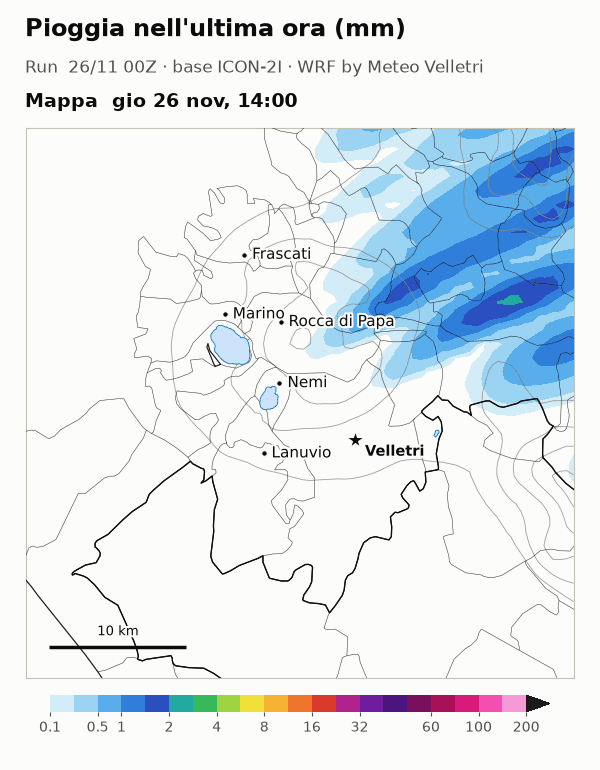 Pioggia nell'ultima ora (mm)
Run  26/11 00Z · base ICON-2I · WRF by Meteo Velletri
Mappa  gio 26 nov, 14:00
Frascati
Marino
Rocca di Papa
Nemi
Velletri
Lanuvio
10 km
0.1 0.5 1 2 4 8 16 32 60 100 200